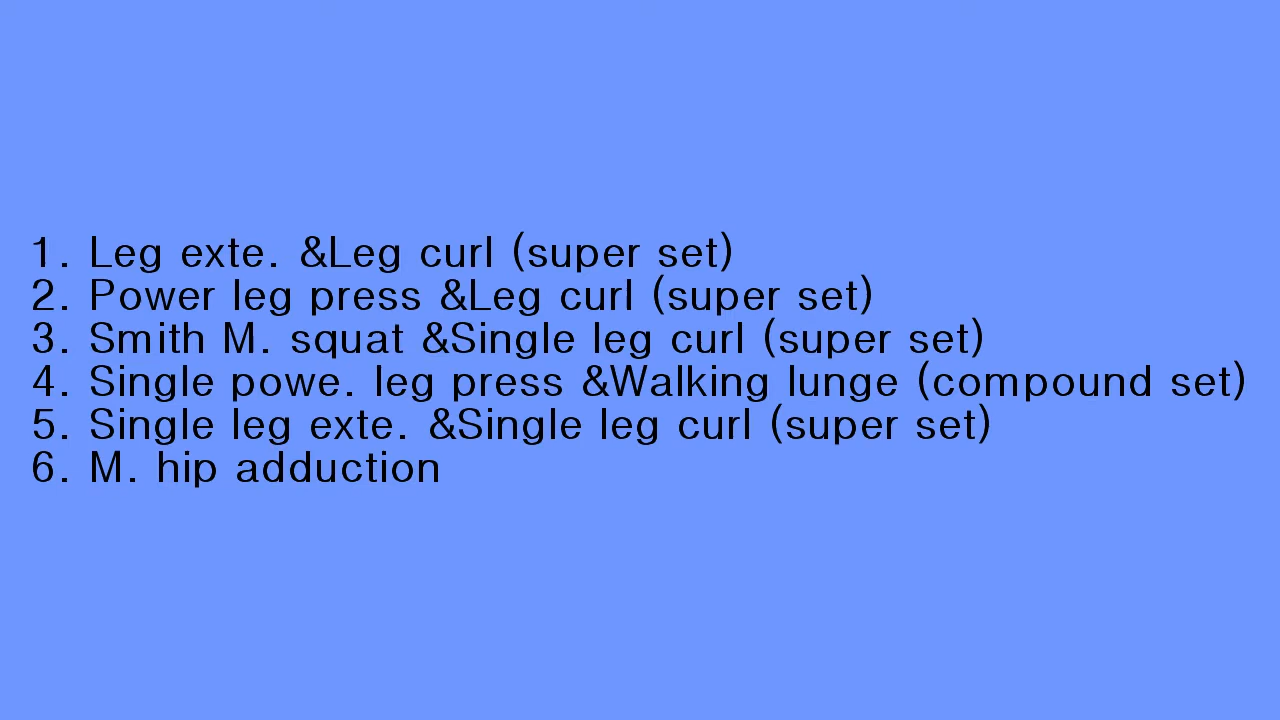 1. Leg exte. &Leg curl (super set)
2. Power leg press &Leg curl (super set)
3. Smith M. squat &Single leg curl (super set)
4. Single powe. leg press &Walking lunge (compound set)
5. Single leg exte. &Single leg curl (super set)
6. M. hip adduction